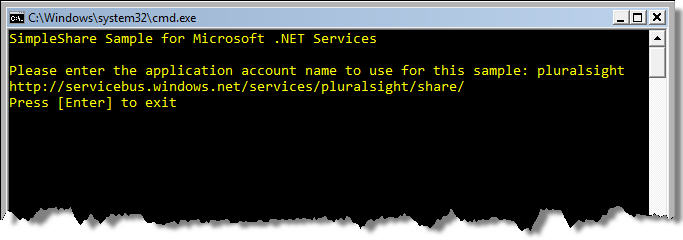 C:\Windows\system32\cmd.exe
SimpleShare Sample for Microsoft .NET Services
Please enter the application account name to use for this sample: pluralsight
http://servicebus.windows.net/services/pluralsight/share/
Press [Enter] to exit